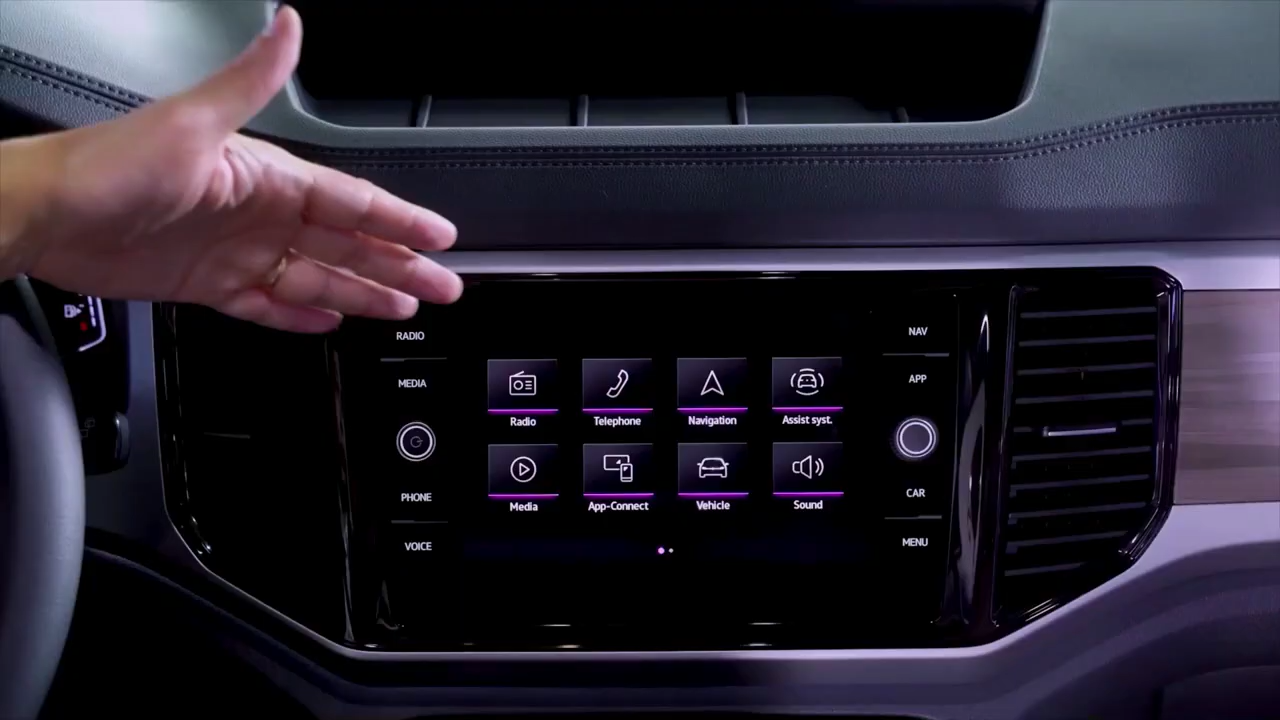 RADIO
MEDIA
PHONE
VOICE
Radio
Telephone
Navigation
Assist syst.
Media
App-Connect
Vehicle
Sound
NAV
APP
CAR
MENU